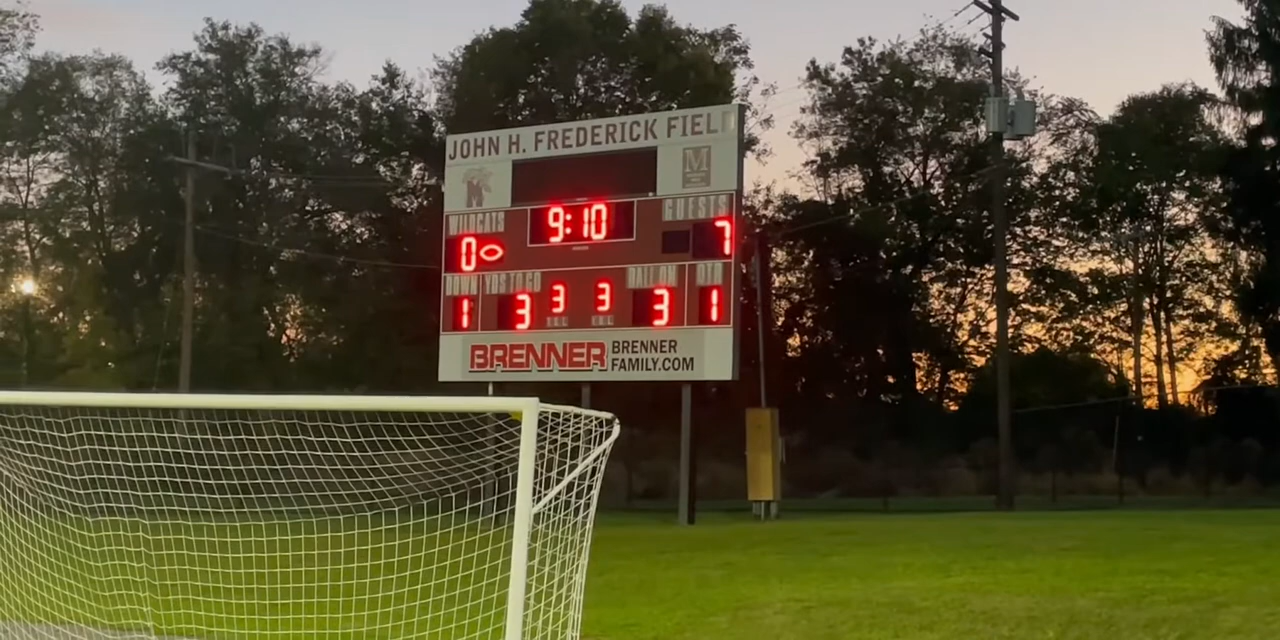 JOHN H. FREDERICK FIELD
M
M
WILDCATS 9:10 GUESTS
0 7
DOWN YDS TO GO BALL ON QTR
1 3 3 3 3 1
T.O.L. T.O.L.
BRENNER BRENNER
FAMILY.COM